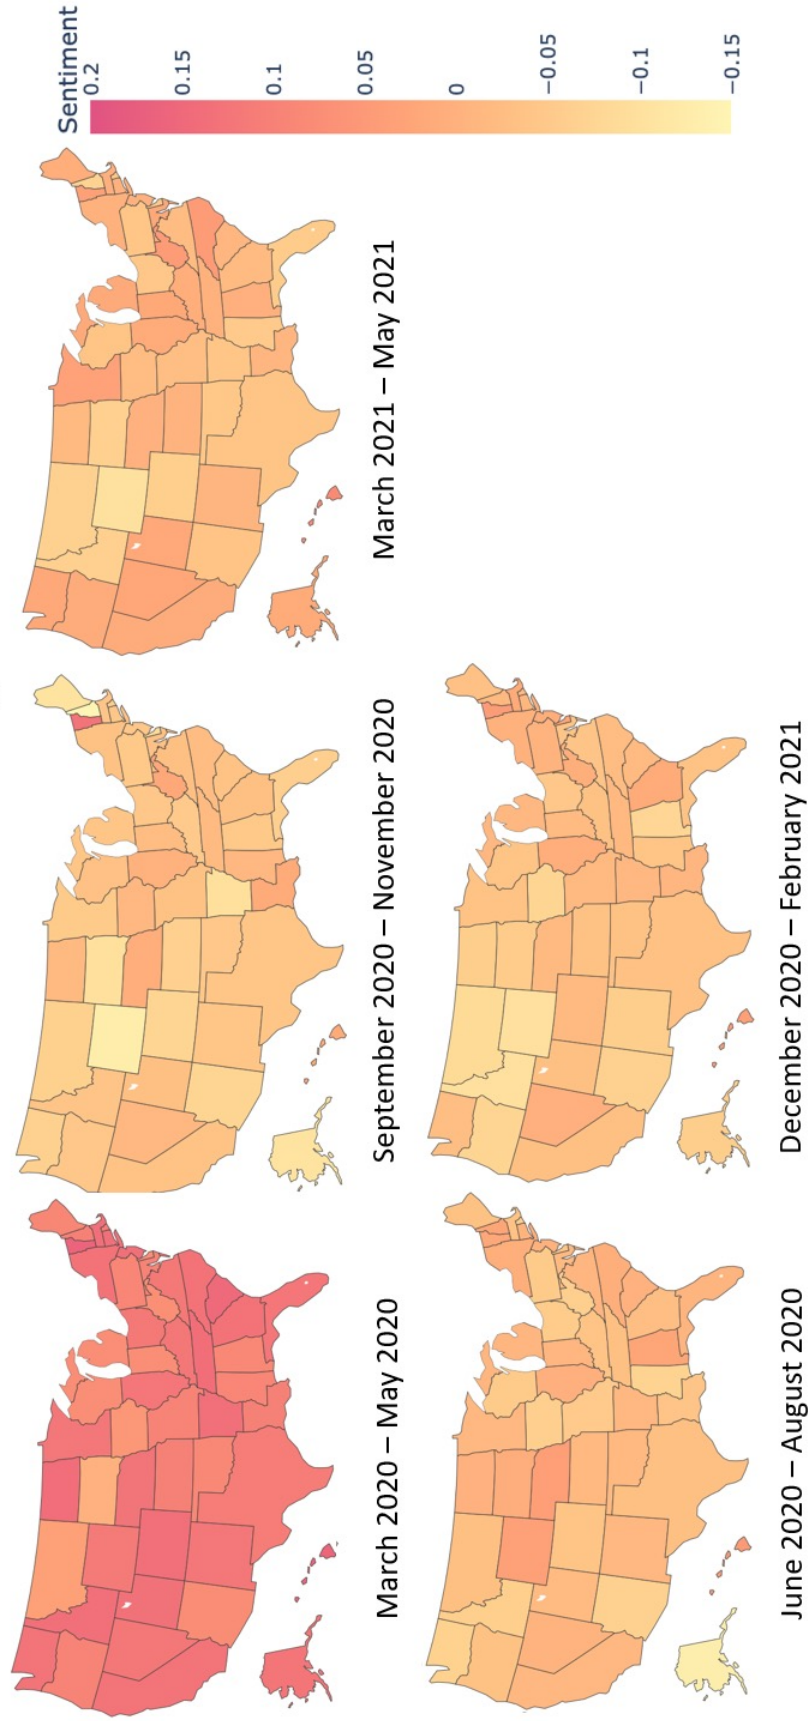 March 2020 – May 2020
September 2020 – November 2020
March 2021 – May 2021
June 2020 – August 2020
December 2020 – February 2021
Sentiment
0.2
0.15
0.1
0.05
0
−0.05
−0.1
−0.15